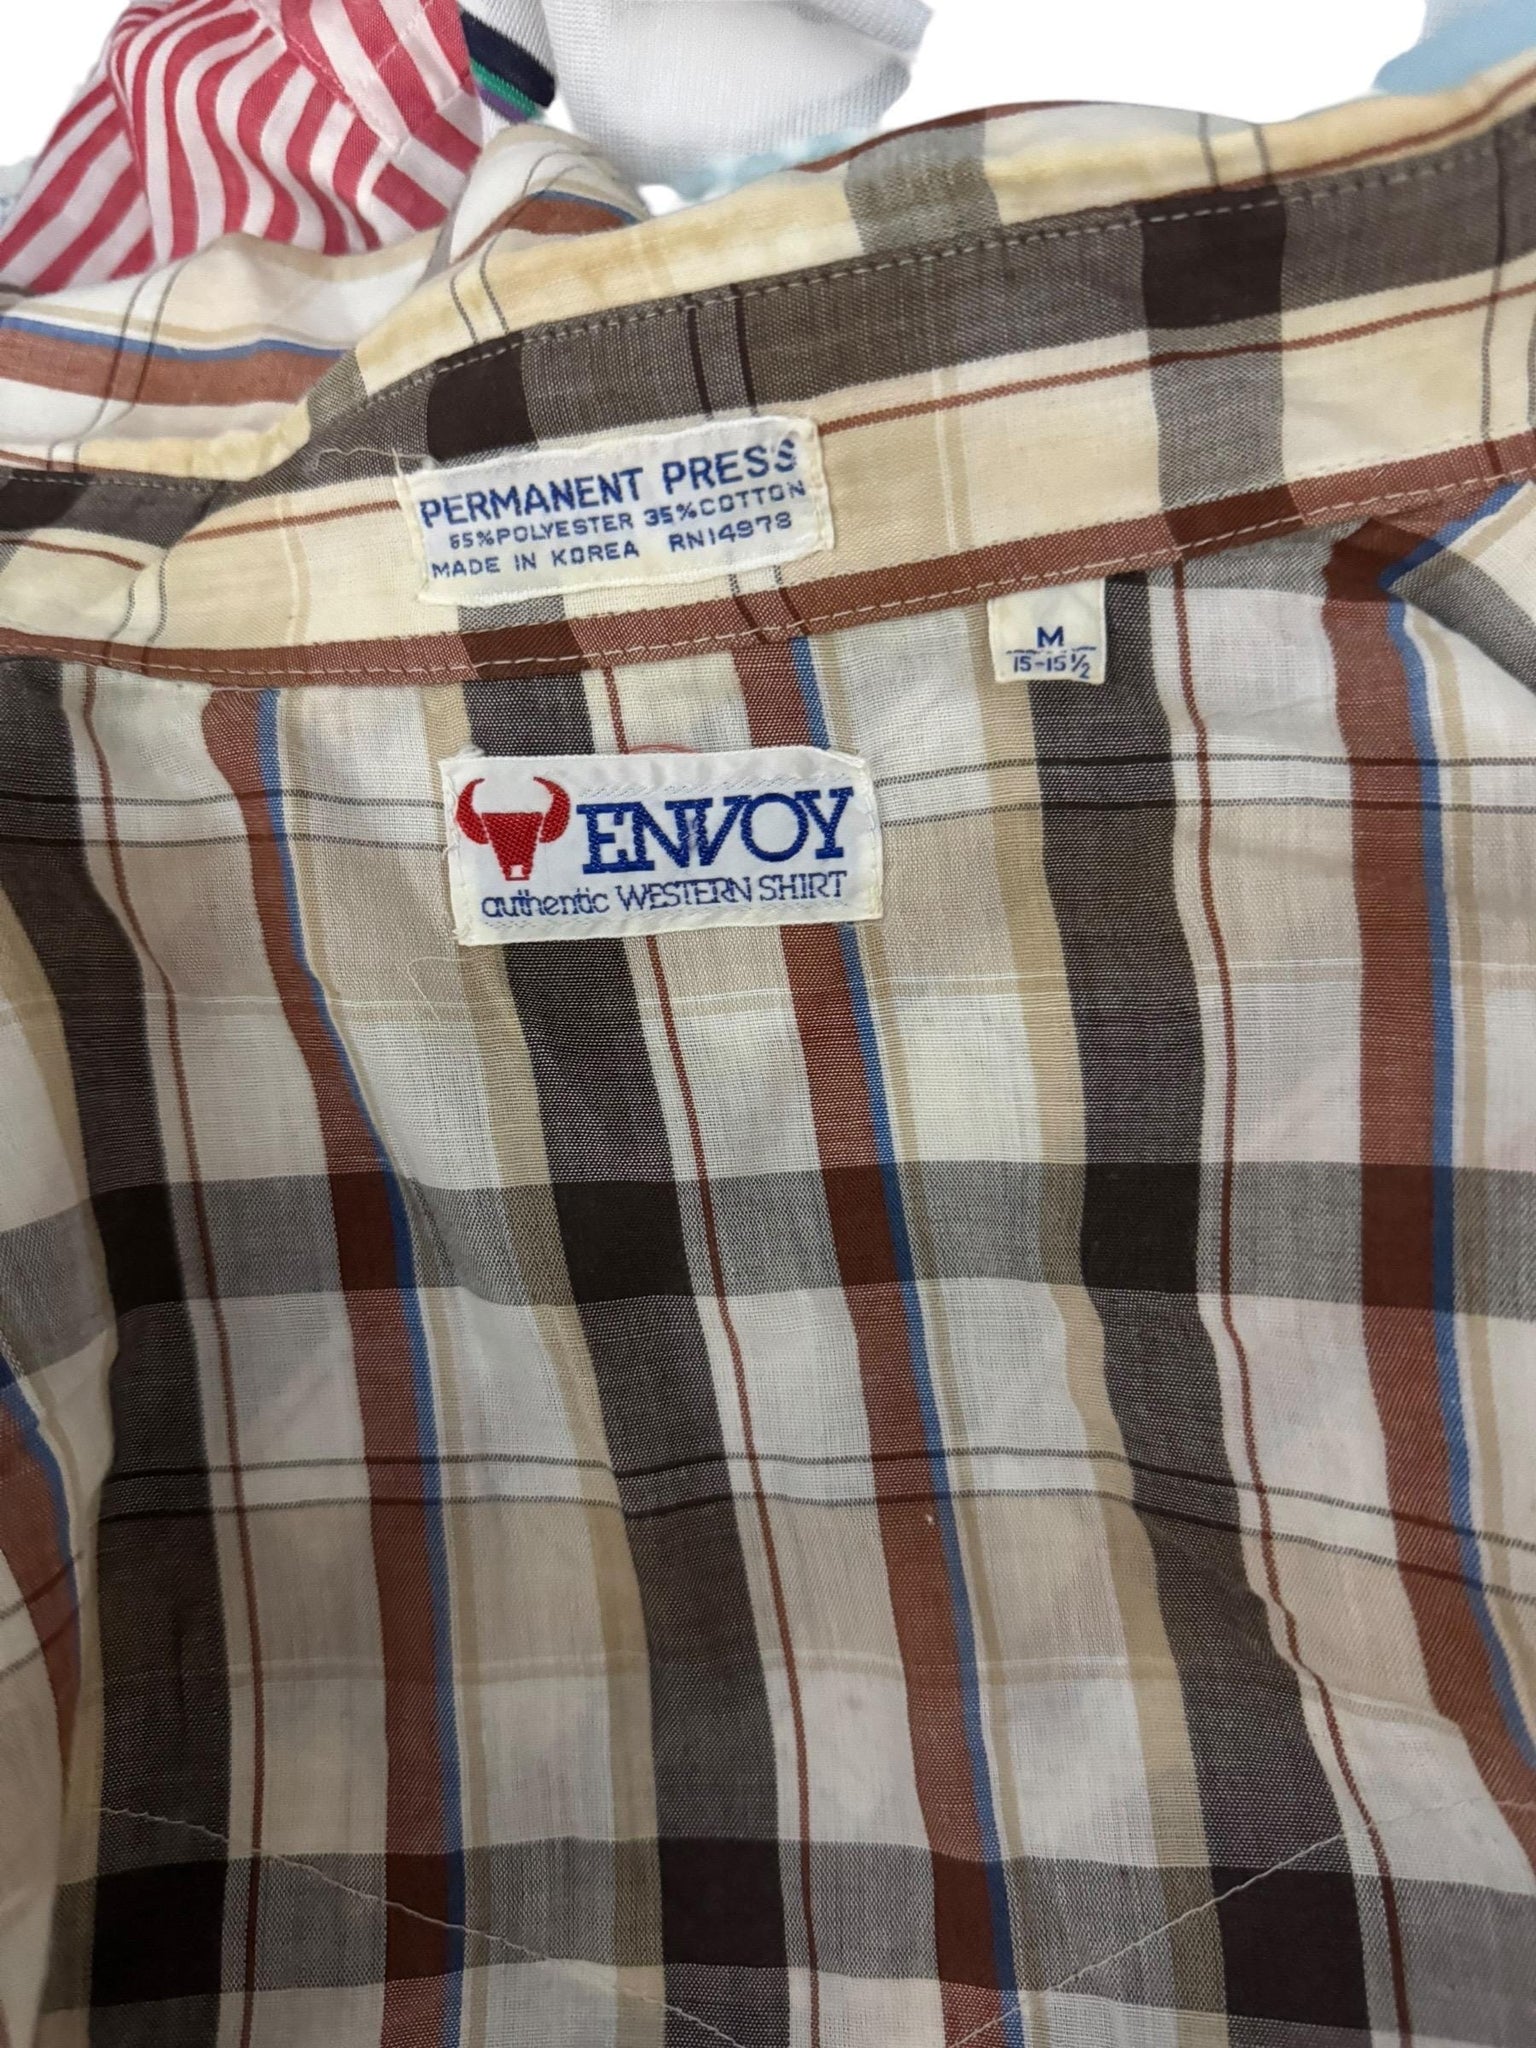 PERMANENT PRESS
65%POLYESTER 35%COTTON
MADE IN KOREA RN14978
M
15-15½
ENVOY
authentic WESTERN SHIRT